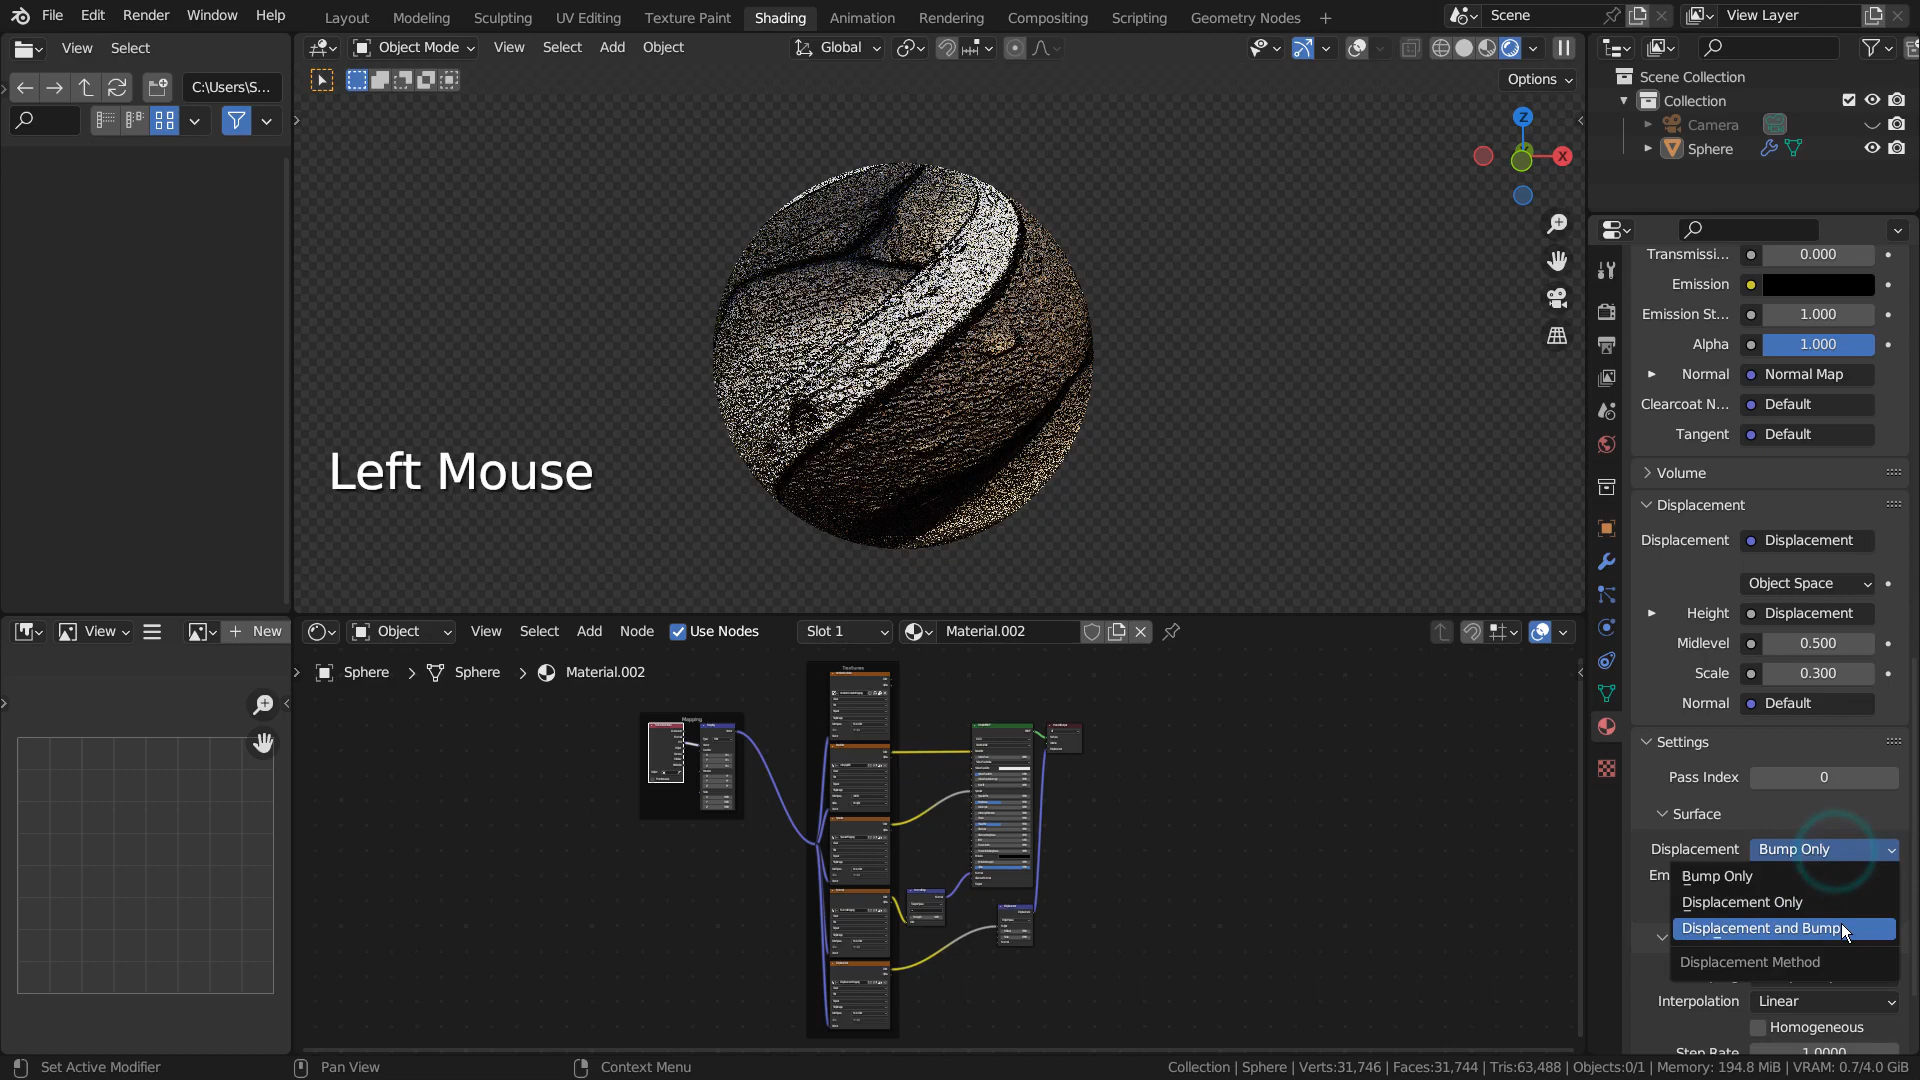 File Edit Render Window Help
Layout Modeling Sculpting UV Editing Texture Paint Shading Animation Rendering Compositing Scripting Geometry Nodes
Scene
View Layer
View Select
Object Mode View Select Add Object
Global
C:\Users\S...
Options
Z
X
Scene Collection
Collection
Camera
Sphere
Transmissi... 0.000
Emission
Emission St... 1.000
Alpha 1.000
Normal Normal Map
Clearcoat N... Default
Tangent Default
Volume
Displacement
Displacement Displacement
Object Space
Height Displacement
Midlevel 0.500
Scale 0.300
Normal Default
Settings
Pass Index 0
Surface
Displacement Bump Only
Em
Bump Only
Displacement Only
Displacement and Bump
Displacement Method
Interpolation Linear
Homogeneous
Step Rate 1.0000
Left Mouse
View
New
Object View Select Add Node Use Nodes Slot 1 Material.002
Sphere > Sphere > Material.002
Mapping
Textures
Set Active Modifier
Pan View
Context Menu
Collection | Sphere | Verts:31,746 | Faces:31,744 | Tris:63,488 | Objects:0/1 | Memory: 194.8 MiB | VRAM: 0.7/4.0 GiB